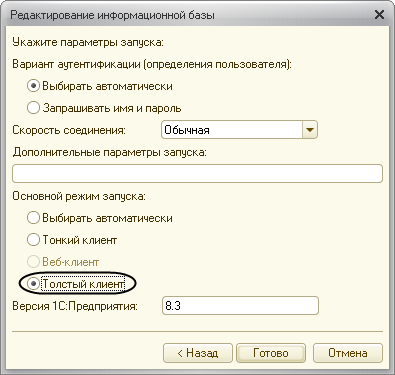 Редактирование информационной базы
Укажите параметры запуска:
Вариант аутентификации (определения пользователя):
Выбирать автоматически
Запрашивать имя и пароль
Скорость соединения: Обычная
Дополнительные параметры запуска:
Основной режим запуска:
Выбирать автоматически
Тонкий клиент
Веб-клиент
Толстый клиент
Версия 1С:Предприятия: 8.3
< Назад Готово Отмена